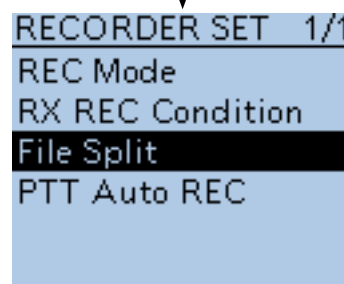 RECORDER SET 1/1
REC Mode
RX REC Condition
File Split
PTT Auto REC